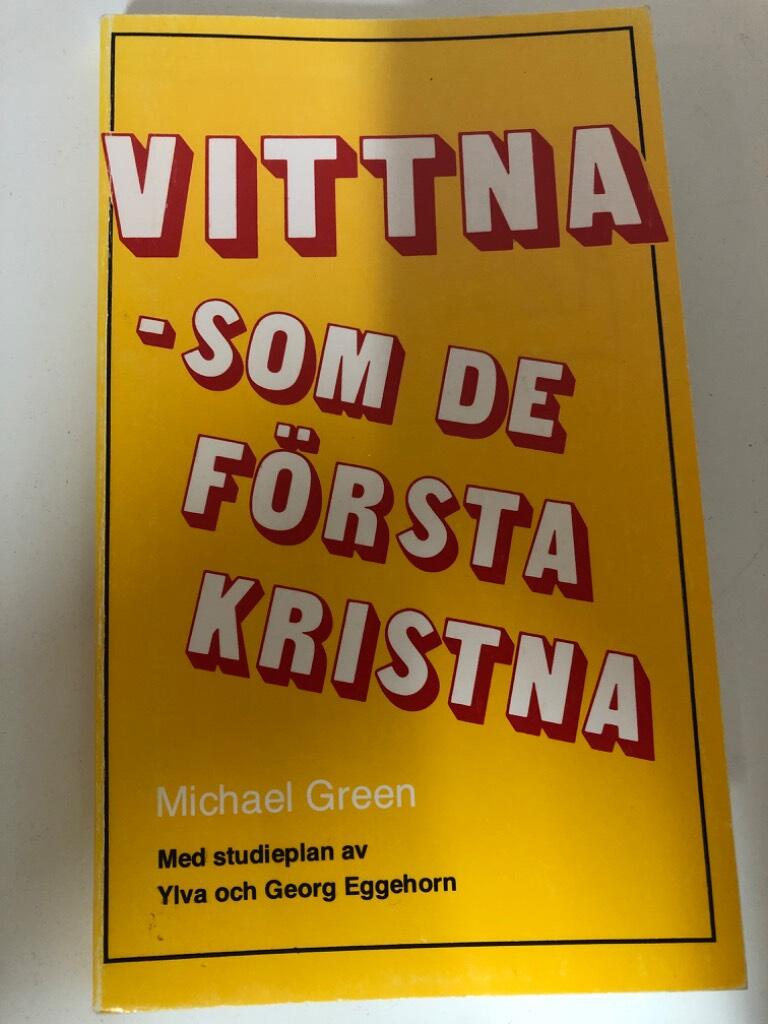 VITTNA
-SOM DE
FÖRSTA
KRISTNA
Michael Green
Med studieplan av
Ylva och Georg Eggehorn